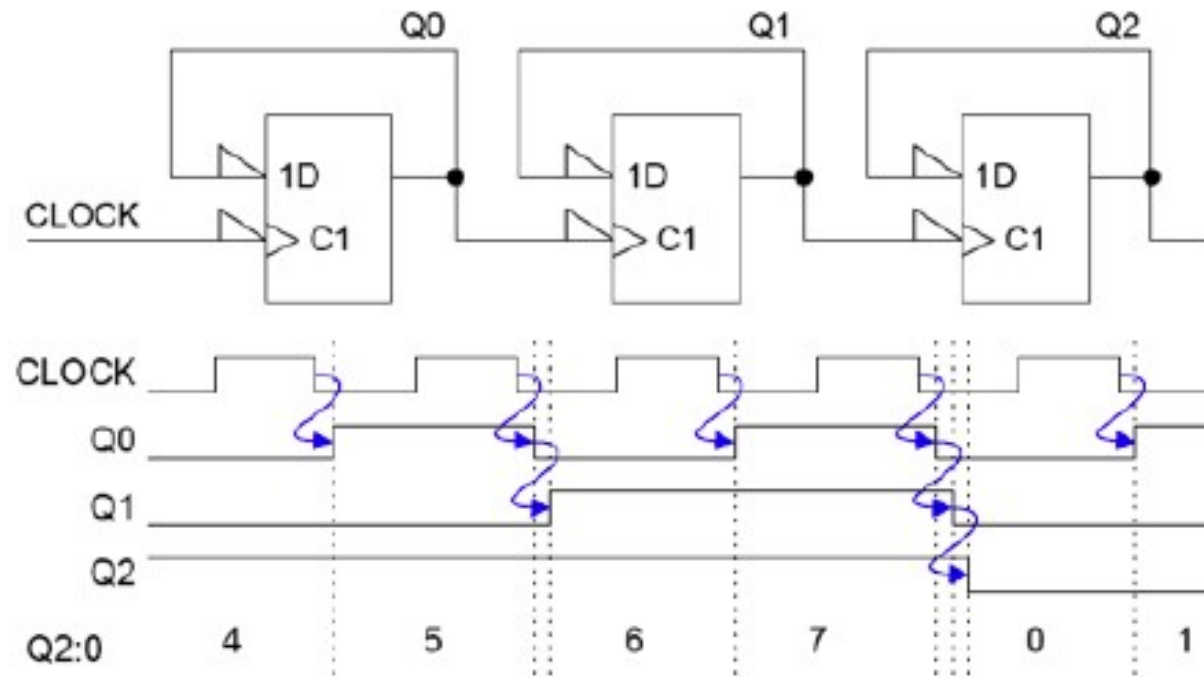 Q0 Q1 Q2
1D 1D 1D
CLOCK
C1 C1 C1
CLOCK
Q0
Q1
Q2
Q2:0 4 5 6 7 0 1